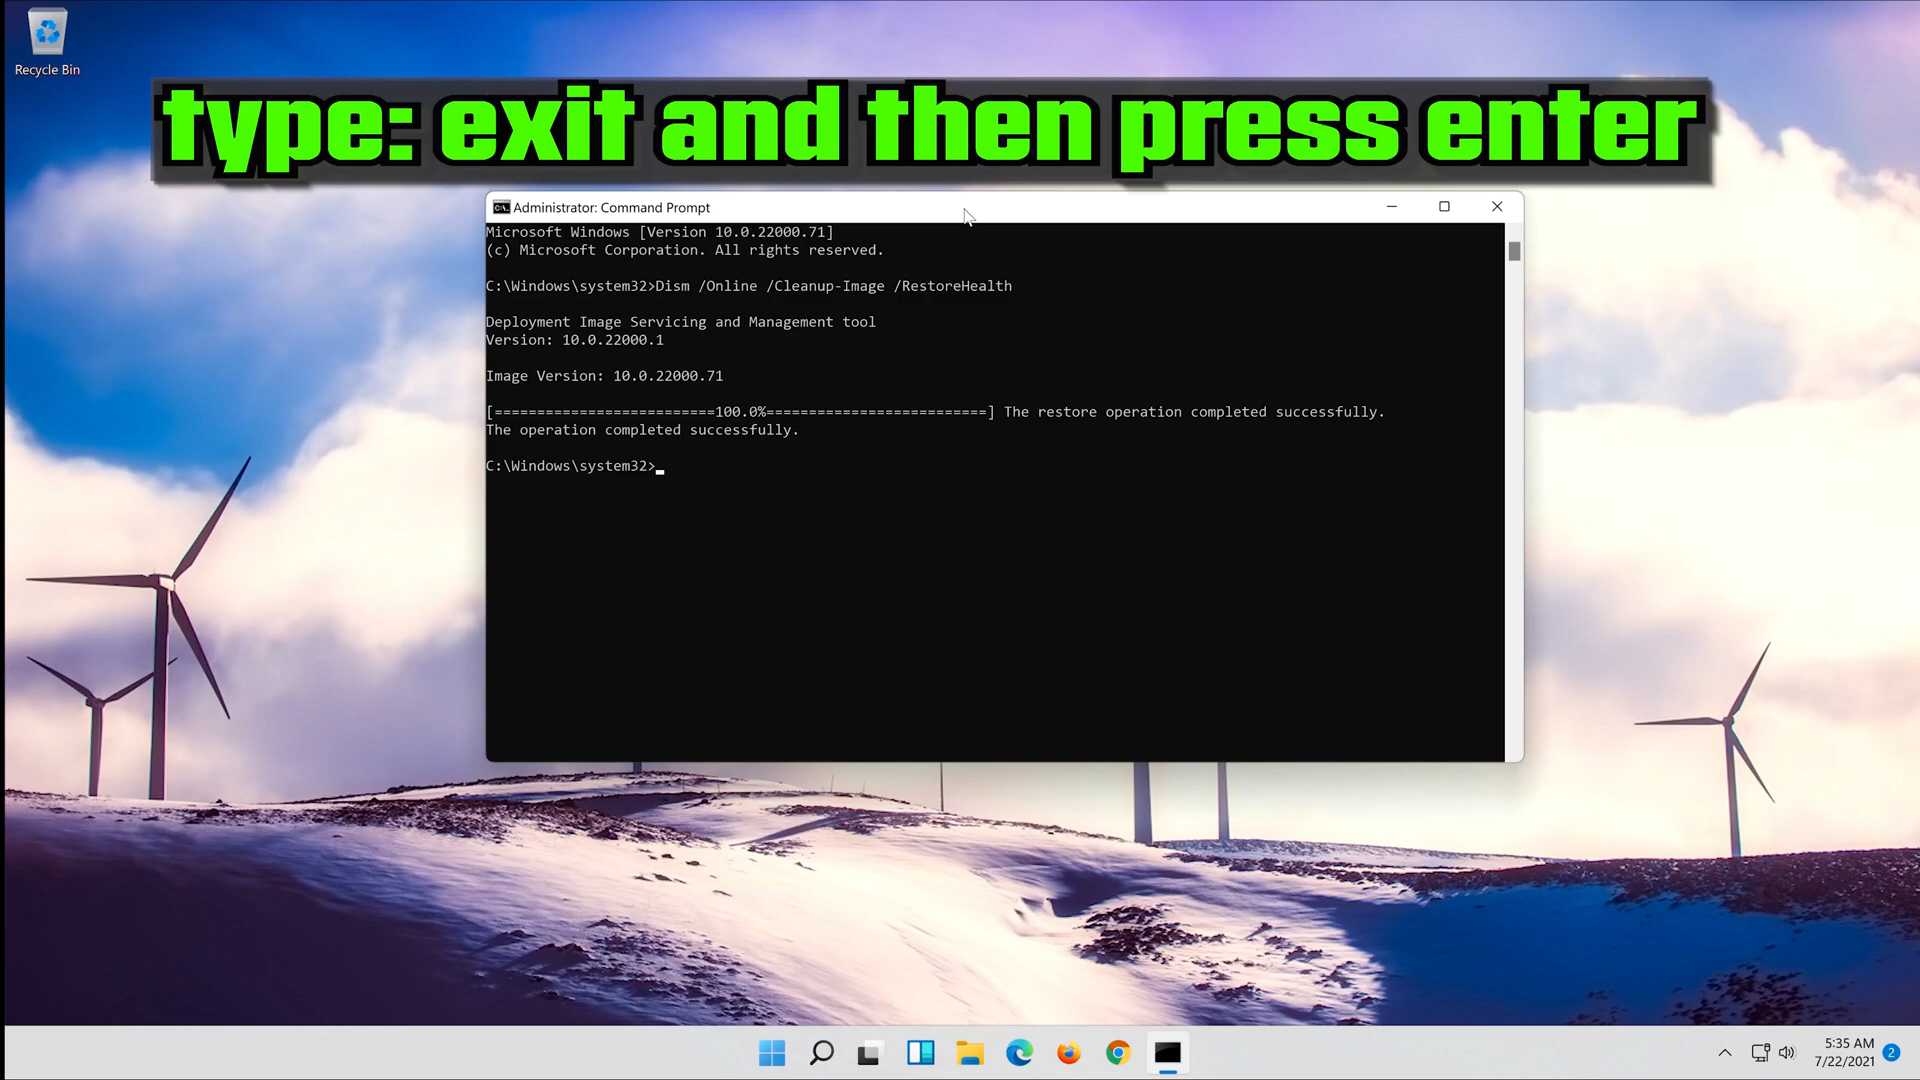 Recycle Bin
type: exit and then press enter
Administrator: Command Prompt
Microsoft Windows [Version 10.0.22000.71]
(c) Microsoft Corporation. All rights reserved.
C:\Windows\system32>Dism /Online /Cleanup-Image /RestoreHealth
Deployment Image Servicing and Management tool
Version: 10.0.22000.1
Image Version: 10.0.22000.71
[==========================100.0%==========================] The restore operation completed successfully.
The operation completed successfully.
C:\Windows\system32>_
5:35 AM
7/22/2021
2